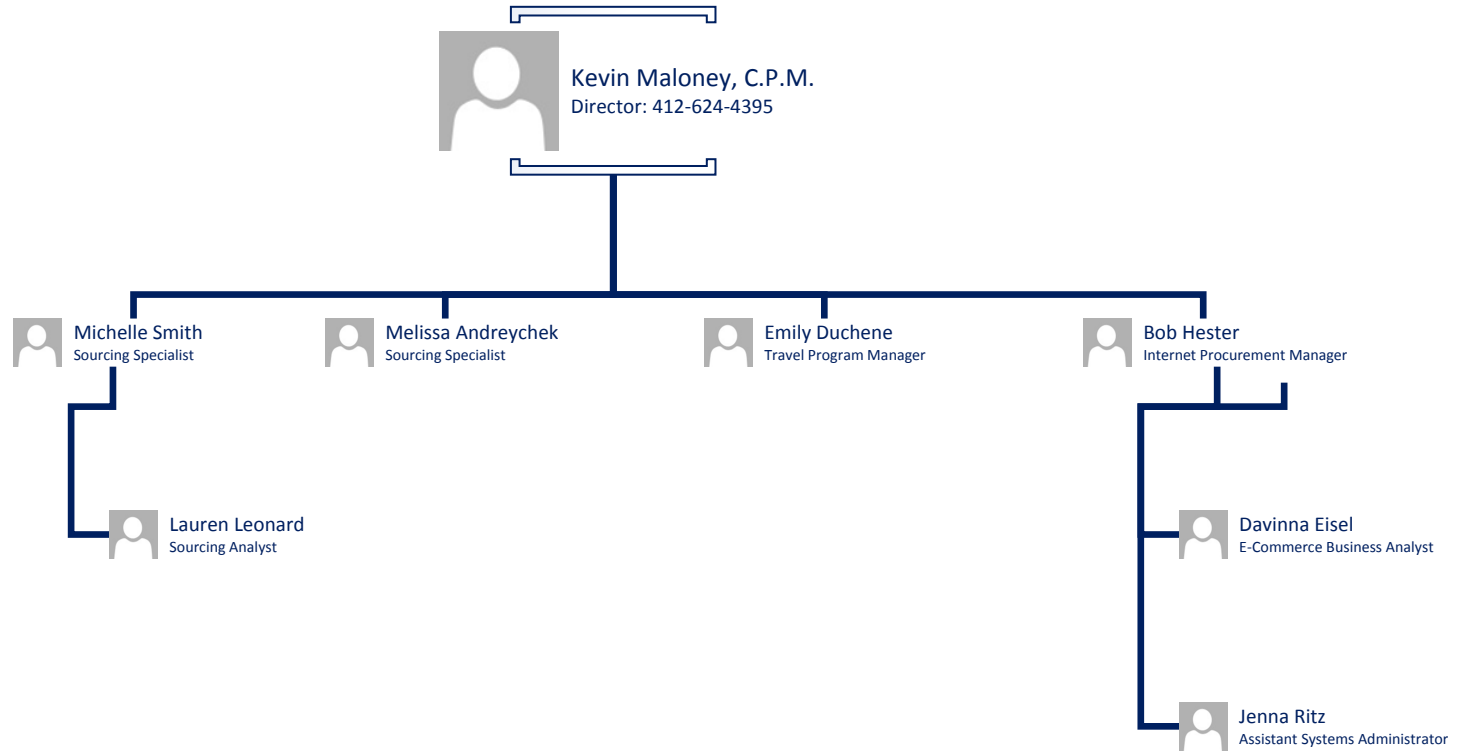 Kevin Maloney, C.P.M.
Director: 412-624-4395
Michelle Smith
Sourcing Specialist
Melissa Andreychek
Sourcing Specialist
Emily Duchene
Travel Program Manager
Bob Hester
Internet Procurement Manager
Lauren Leonard
Sourcing Analyst
Davinna Eisel
E-Commerce Business Analyst
Jenna Ritz
Assistant Systems Administrator